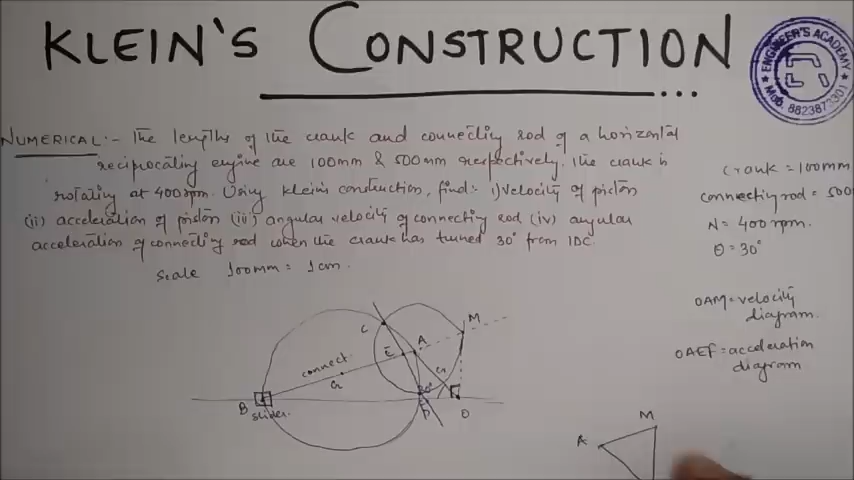 KLEIN'S CONSTRUCTION
ENGINEER'S ACADEMY
Mob. 8623873301
NUMERICAL:- The lengths of the crank and connecting rod of a horizontal
reciprocating engine are 100mm & 500mm respectively. The crank is
rotating at 400rpm. Using Klein's construction, find:- i) velocity of piston
(ii) acceleration of piston (iii) angular velocity of connecting rod (iv) angular
acceleration of connecting rod when the crank has turned 30° from IDC.
Scale 100mm = 1cm.
Crank = 100mm
connecting rod = 500
N = 400 rpm.
θ = 30°
OAM = velocity
diagram.
OAEF = acceleration
diagram
C
A
M
E
connect.
G
30°
B
slider.
O
M
A